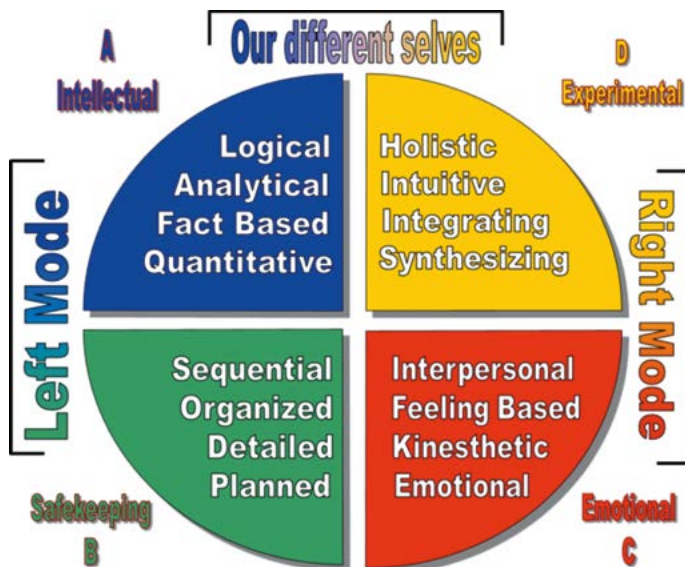 Our different selves
A
Intellectual
D
Experimental
Left Mode
Logical
Analytical
Fact Based
Quantitative
Holistic
Intuitive
Integrating
Synthesizing
Right Mode
Sequential
Organized
Detailed
Planned
Interpersonal
Feeling Based
Kinesthetic
Emotional
Safekeeping
B
Emotional
C